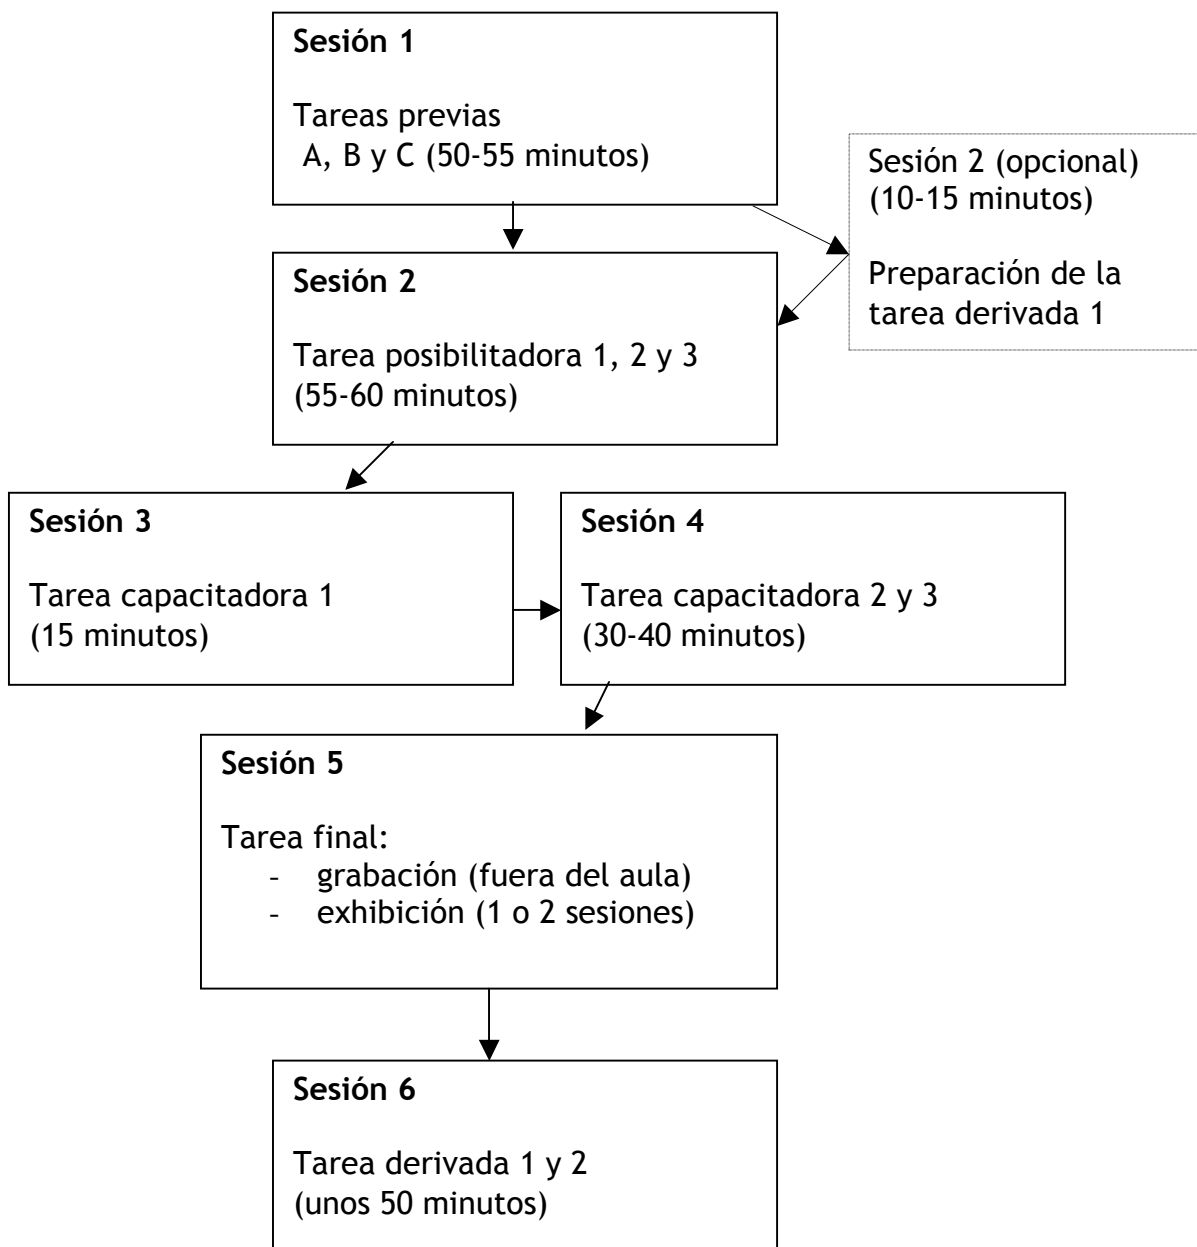 Sesión 1
Tareas previas
A, B y C (50-55 minutos)
Sesión 2 (opcional)
(10-15 minutos)
Preparación de la
tarea derivada 1
Sesión 2
Tarea posibilitadora 1, 2 y 3
(55-60 minutos)
Sesión 3
Tarea capacitadora 1
(15 minutos)
Sesión 4
Tarea capacitadora 2 y 3
(30-40 minutos)
Sesión 5
Tarea final:
- grabación (fuera del aula)
- exhibición (1 o 2 sesiones)
Sesión 6
Tarea derivada 1 y 2
(unos 50 minutos)